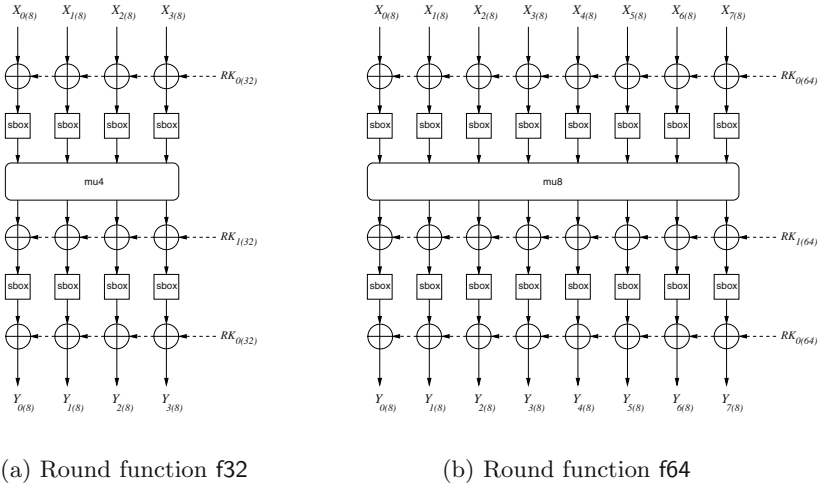 X0(8) X1(8) X2(8) X3(8) X0(8) X1(8) X2(8) X3(8) X4(8) X5(8) X6(8) X7(8)
RK0(32) RK0(64)
sbox sbox sbox sbox sbox sbox sbox sbox sbox sbox sbox sbox
mu4 mu8
RK1(32) RK1(64)
sbox sbox sbox sbox sbox sbox sbox sbox sbox sbox sbox sbox
RK0(32) RK0(64)
Y0(8) Y1(8) Y2(8) Y3(8) Y0(8) Y1(8) Y2(8) Y3(8) Y4(8) Y5(8) Y6(8) Y7(8)
(a) Round function f32 (b) Round function f64